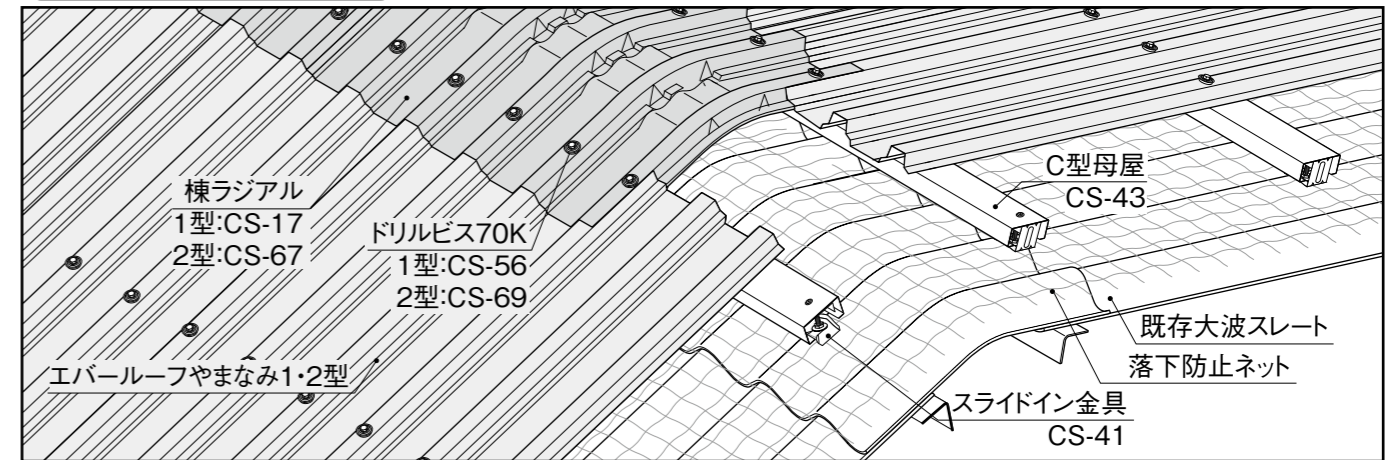 棟ラジアル
1型:CS-17
2型:CS-67
ドリルビス70K
1型:CS-56
2型:CS-69
エバールーフやまなみ1・2型
C型母屋
CS-43
既存大波スレート
落下防止ネット
スライドイン金具
CS-41